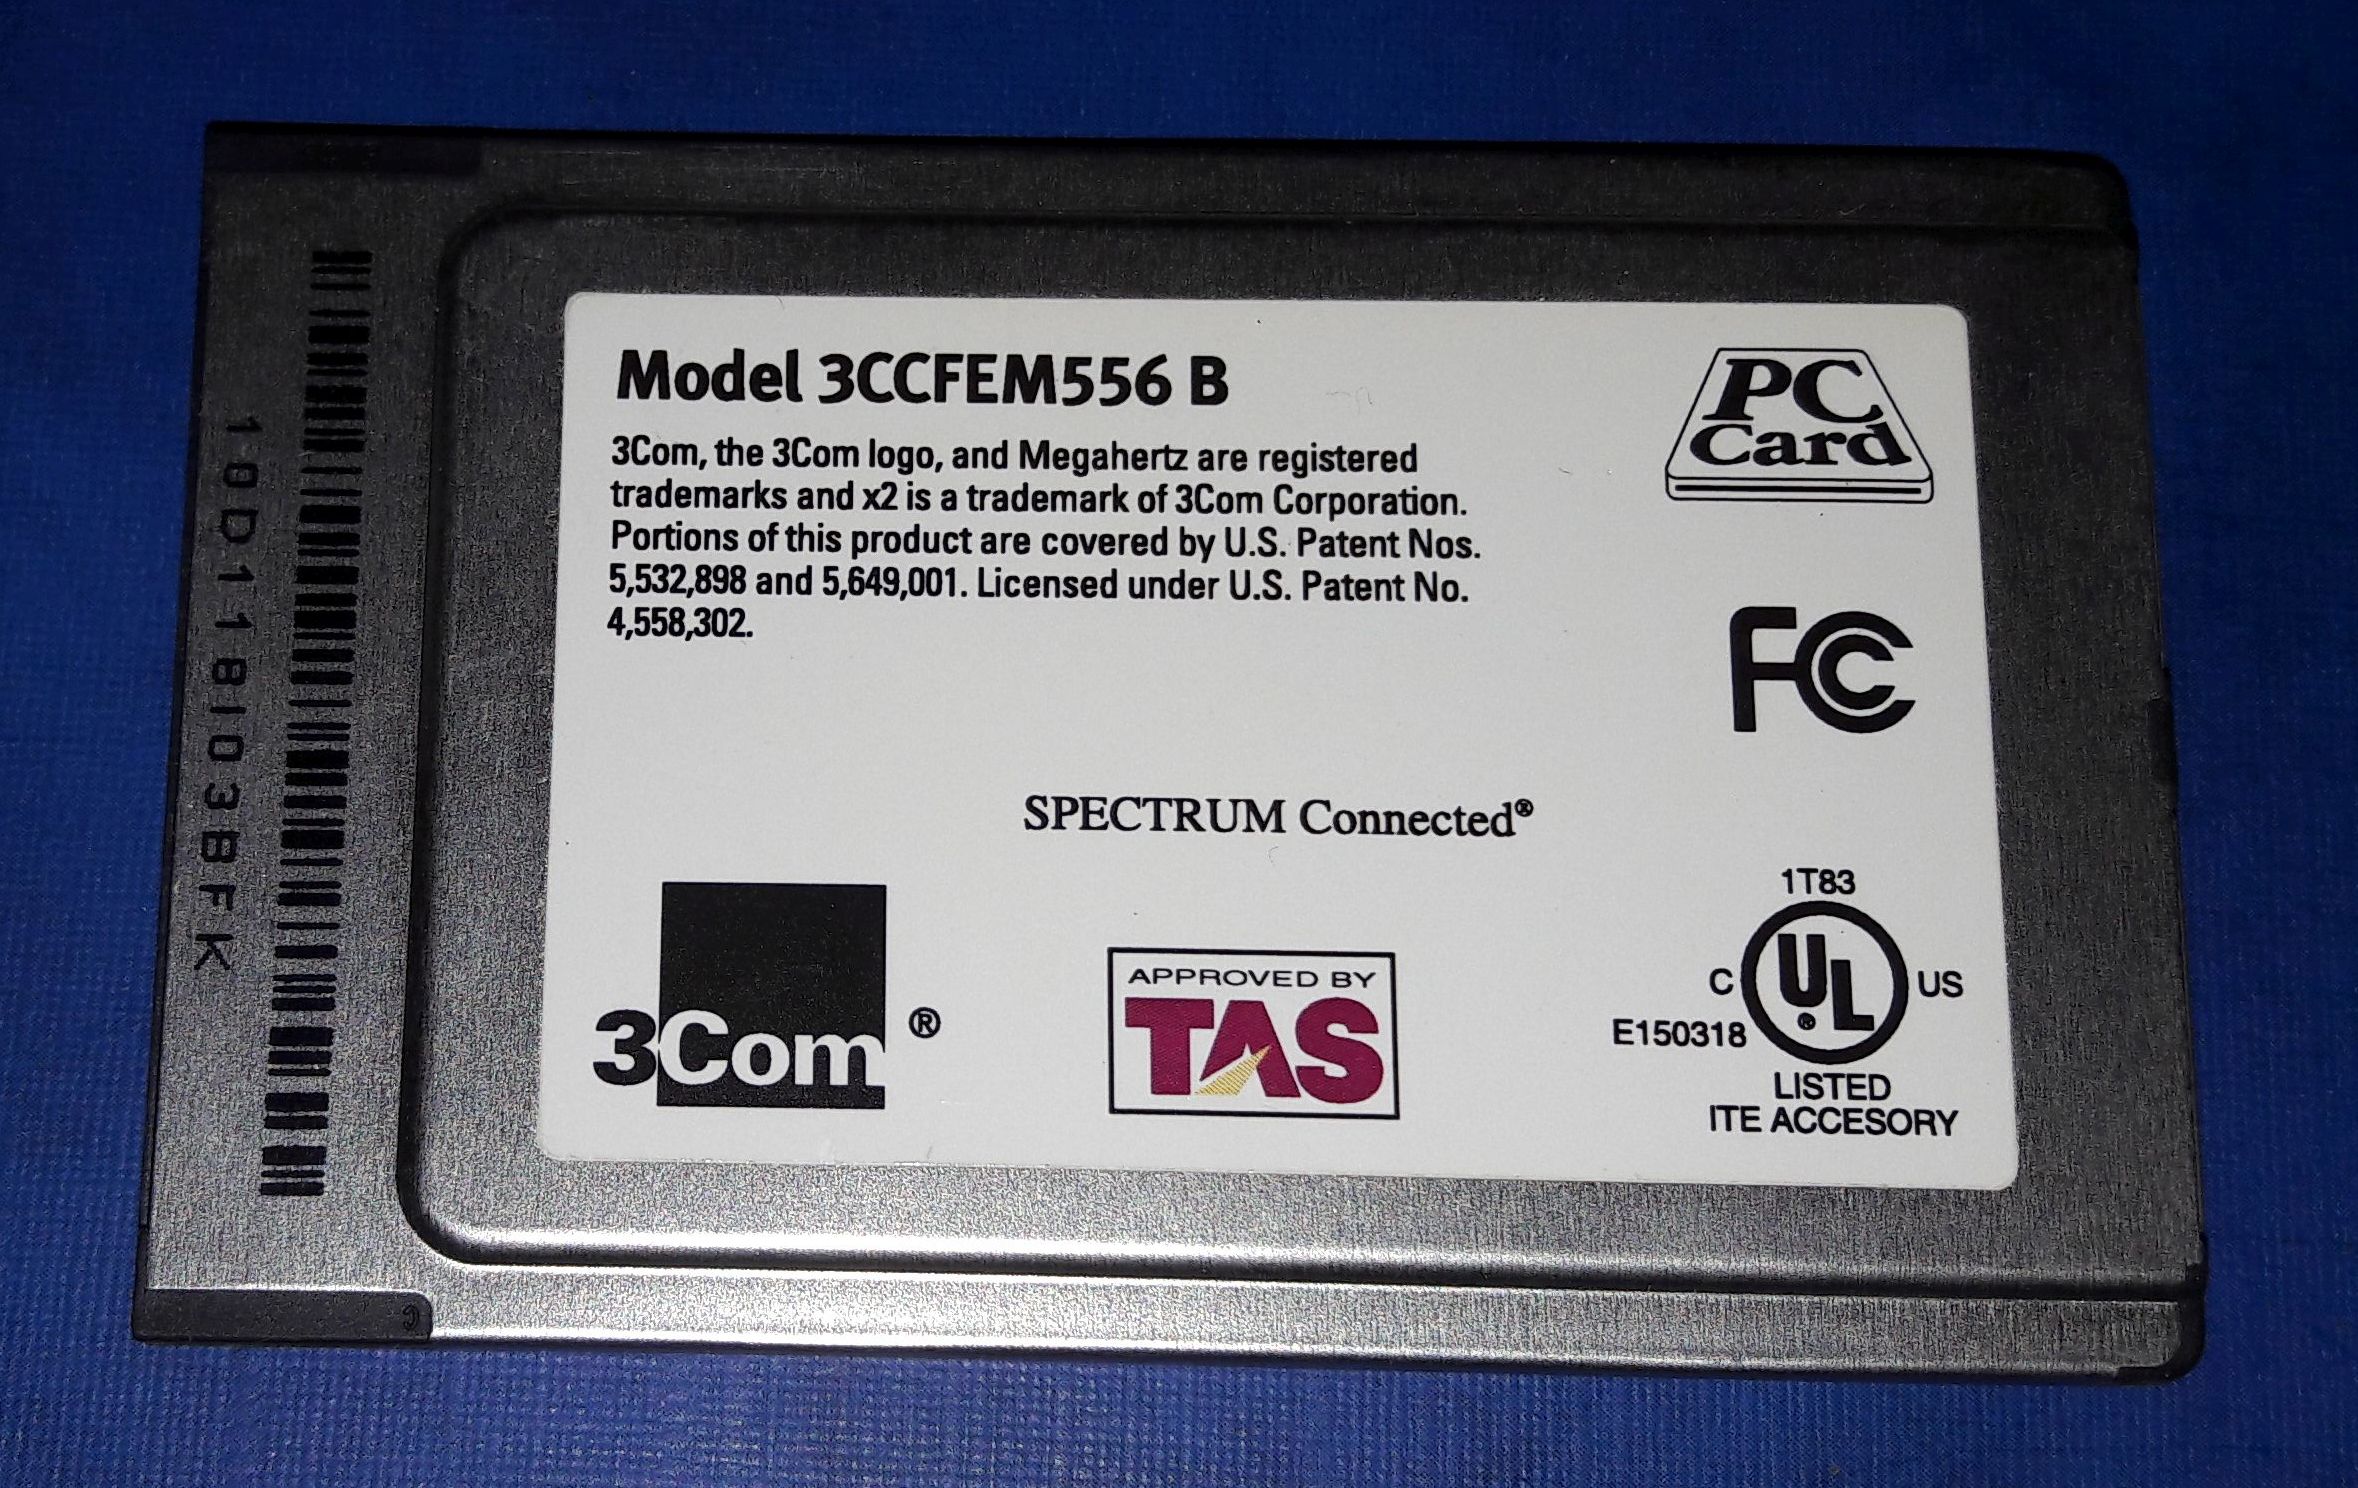 Model 3CCFEM556 B
3Com, the 3Com logo, and Megahertz are registered
trademarks and x2 is a trademark of 3Com Corporation.
Portions of this product are covered by U.S. Patent Nos.
5,532,898 and 5,649,001. Licensed under U.S. Patent No.
4,558,302.
PC
Card
FC
SPECTRUM Connected®
3Com®
APPROVED BY
TAS
1T83
C UL® US
E150318
LISTED
ITE ACCESORY
10D118I03BFK